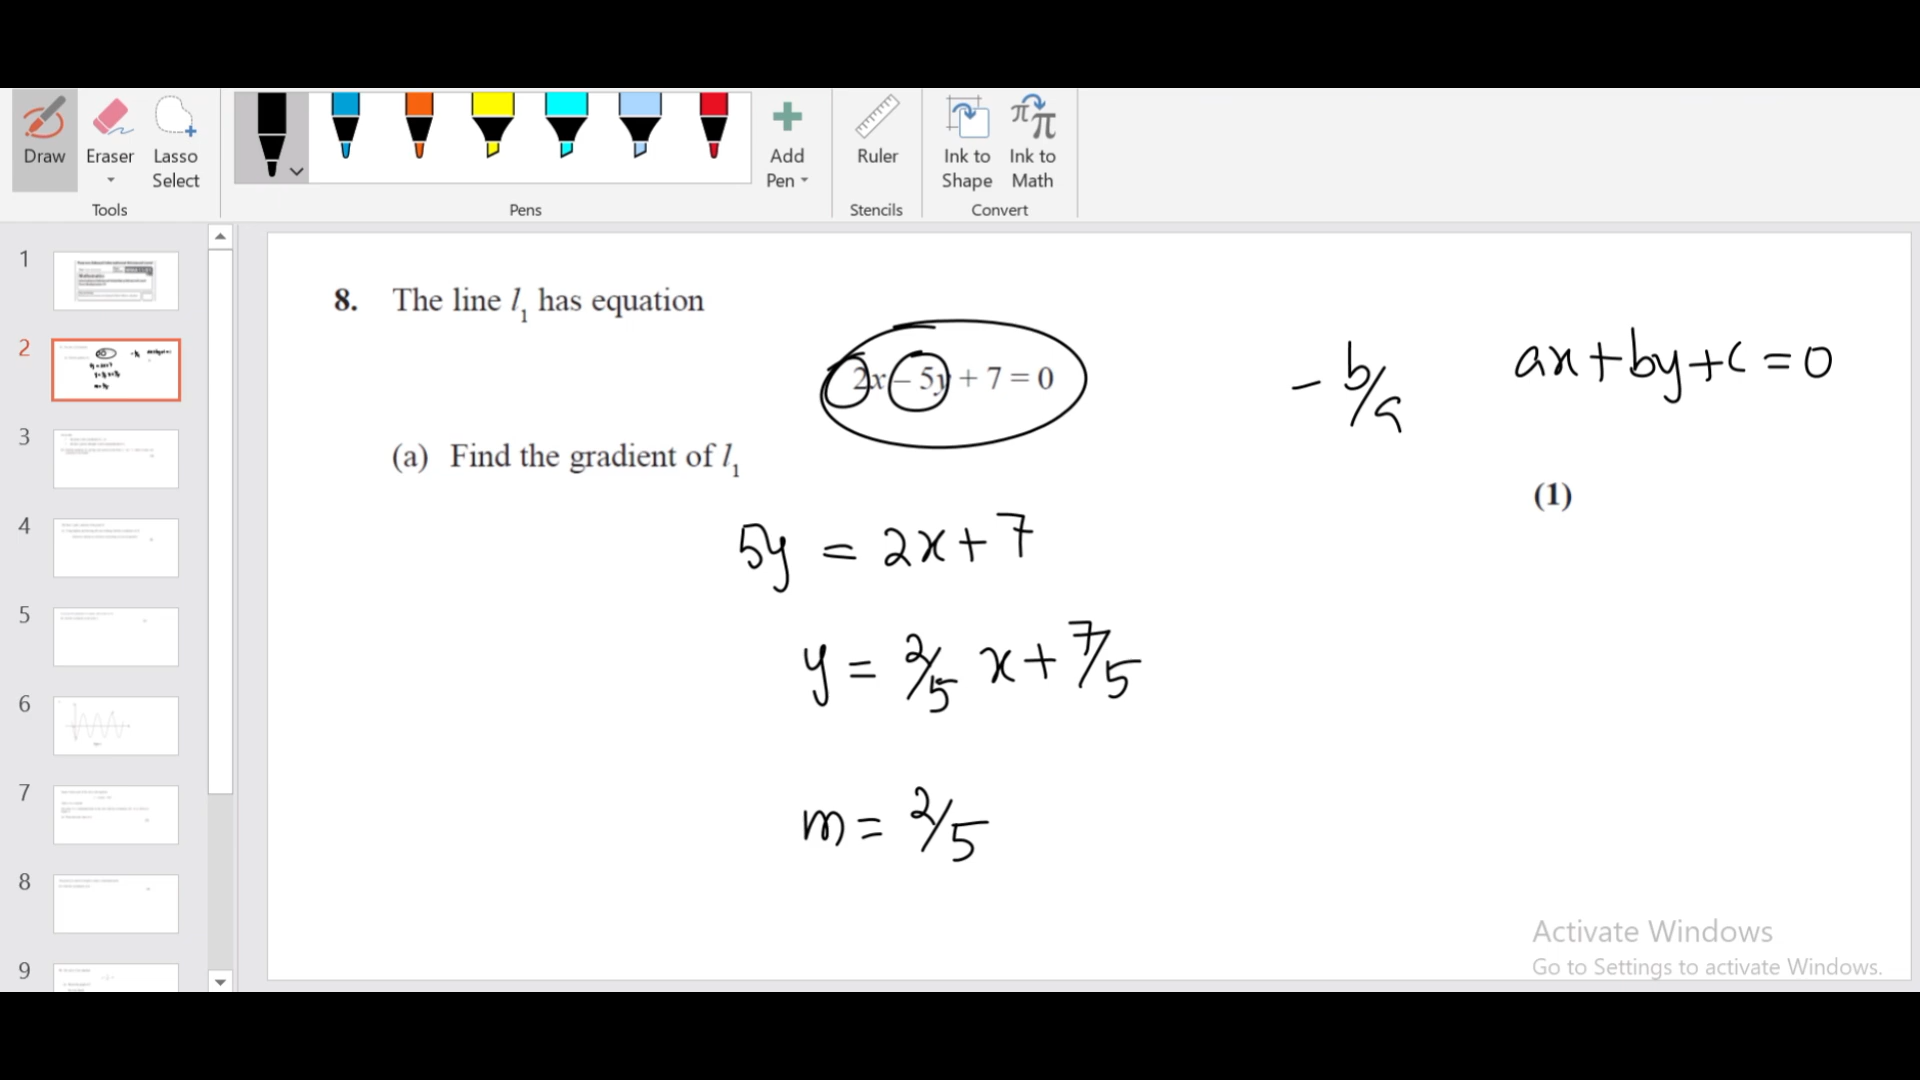 Draw
Eraser
Lasso Select
Tools
Pens
Add Pen
Ruler
Stencils
Ink to Shape
Ink to Math
Convert
1
2
3
4
5
6
7
8
9
8. The line l₁ has equation
2x – 5y + 7 = 0
- b/a
ax+by+c=0
(a) Find the gradient of l₁
(1)
5y = 2x+7
y = 2/5 x+7/5
m = 2/5
Activate Windows
Go to Settings to activate Windows.